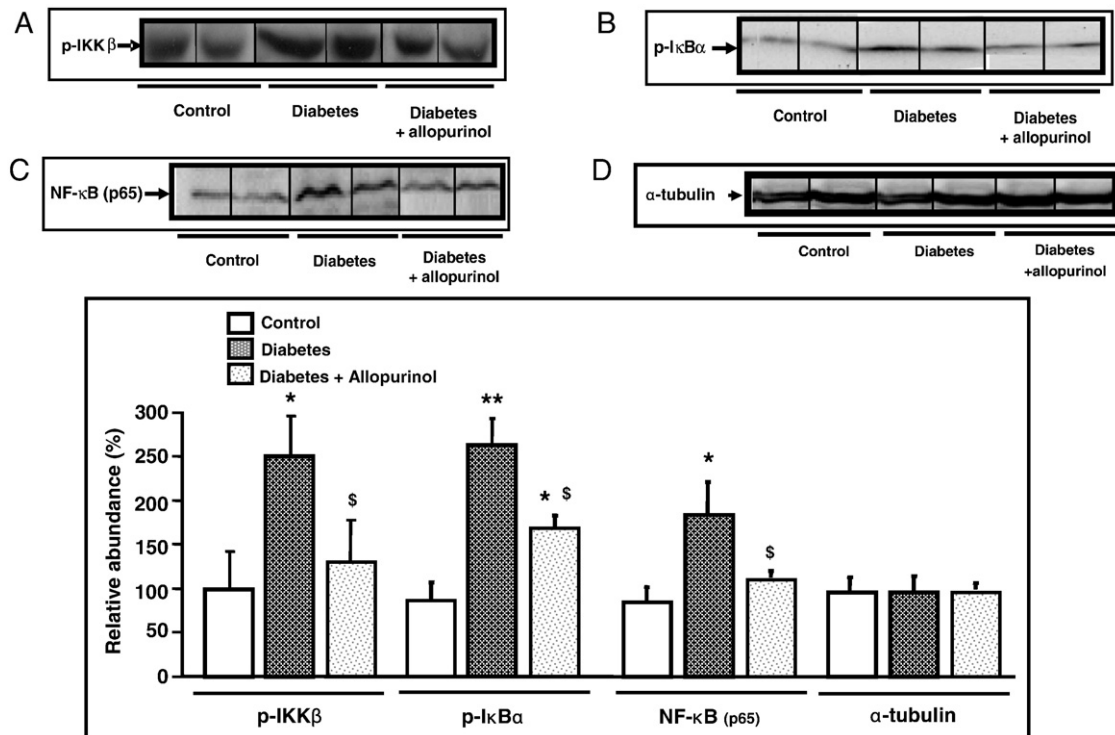 A
p-IKKβ
Control
Diabetes
Diabetes
+ allopurinol
B
p-IκBα
Control
Diabetes
Diabetes
+ allopurinol
C
NF-κB (p65)
Control
Diabetes
Diabetes
+ allopurinol
D
α-tubulin
Control
Diabetes
Diabetes
+allopurinol
Control
Diabetes
Diabetes + Allopurinol
Relative abundance (%)
300
250
200
150
100
50
0
*
$
**
* $
*
$
p-IKKβ
p-IκBα
NF-κB (p65)
α-tubulin